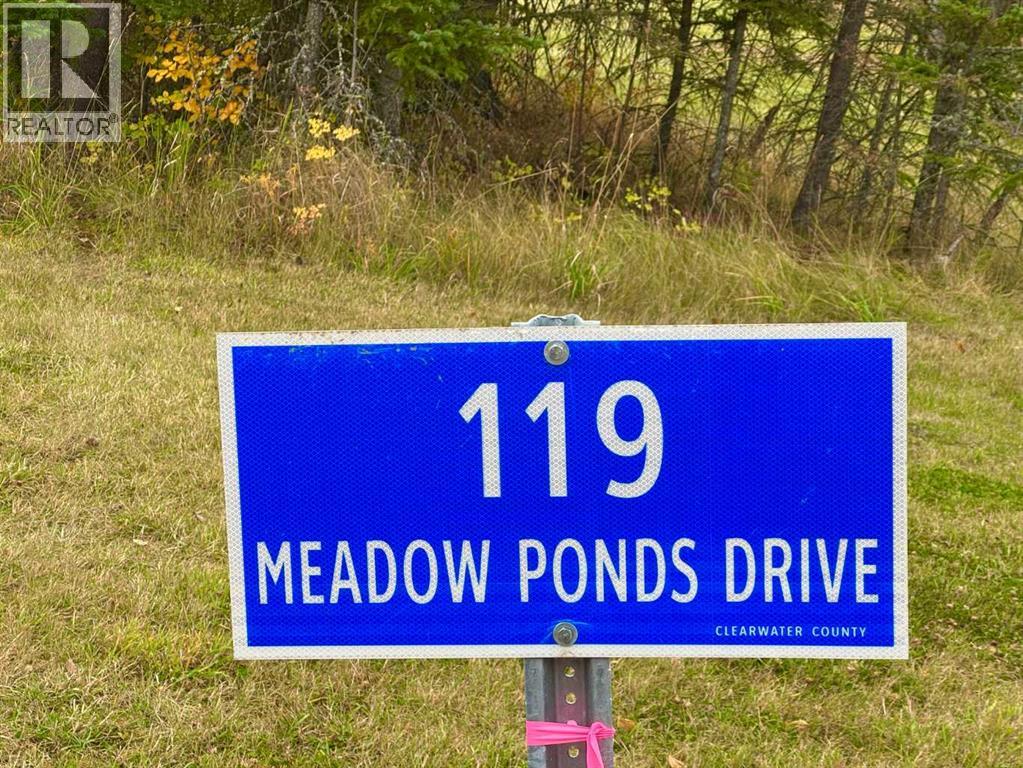 R
REALTOR®
119
MEADOW PONDS DRIVE
CLEARWATER COUNTY